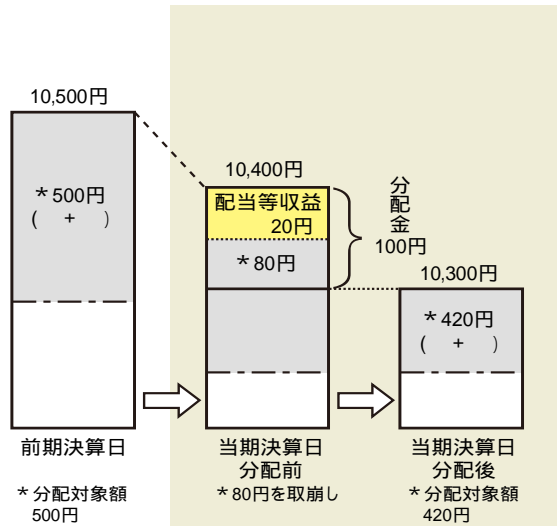 10,500円
*500円
( + )
前期決算日
*分配対象額
500円
10,400円
配当等収益
20円
*80円
分配金
100円
当期決算日
分配前
*80円を取崩し
10,300円
*420円
( + )
当期決算日
分配後
*分配対象額
420円